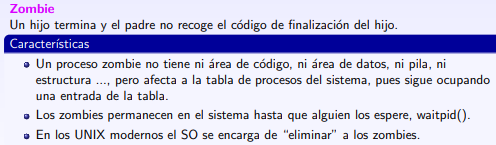 Zombie
Un hijo termina y el padre no recoge el código de finalización del hijo.
Características
Un proceso zombie no tiene ni área de código, ni área de datos, ni pila, ni
estructura ..., pero afecta a la tabla de procesos del sistema, pues sigue ocupando
una entrada de la tabla.
Los zombies permanecen en el sistema hasta que alguien los espere, waitpid().
En los UNIX modernos el SO se encarga de “eliminar” a los zombies.